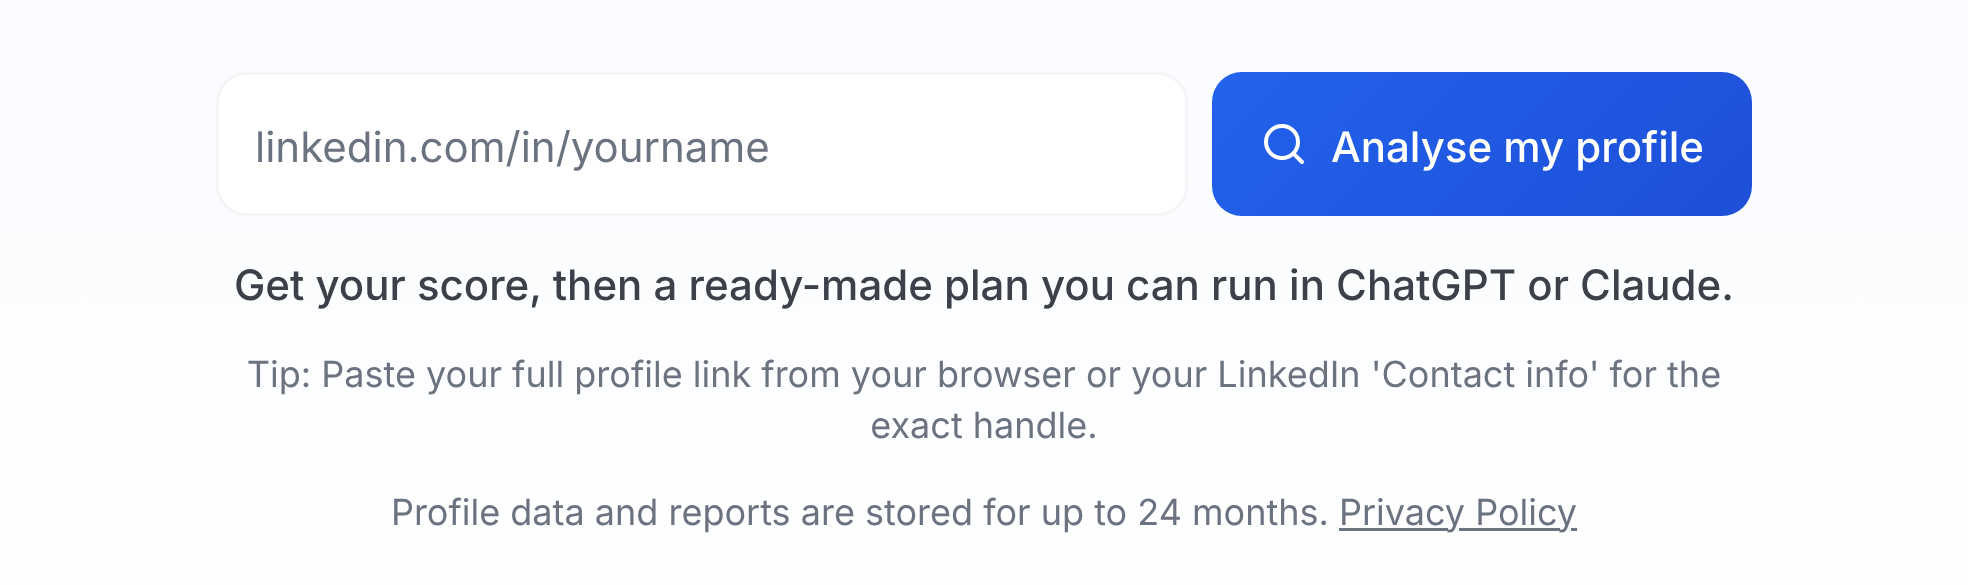 linkedin.com/in/yourname
Analyse my profile
Get your score, then a ready-made plan you can run in ChatGPT or Claude.
Tip: Paste your full profile link from your browser or your LinkedIn 'Contact info' for the
exact handle.
Profile data and reports are stored for up to 24 months. Privacy Policy